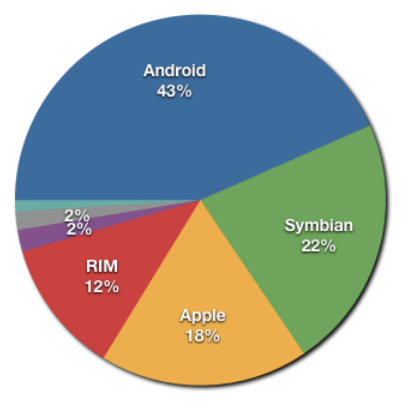 Android
43%
Symbian
22%
2%
2%
RIM
12%
Apple
18%